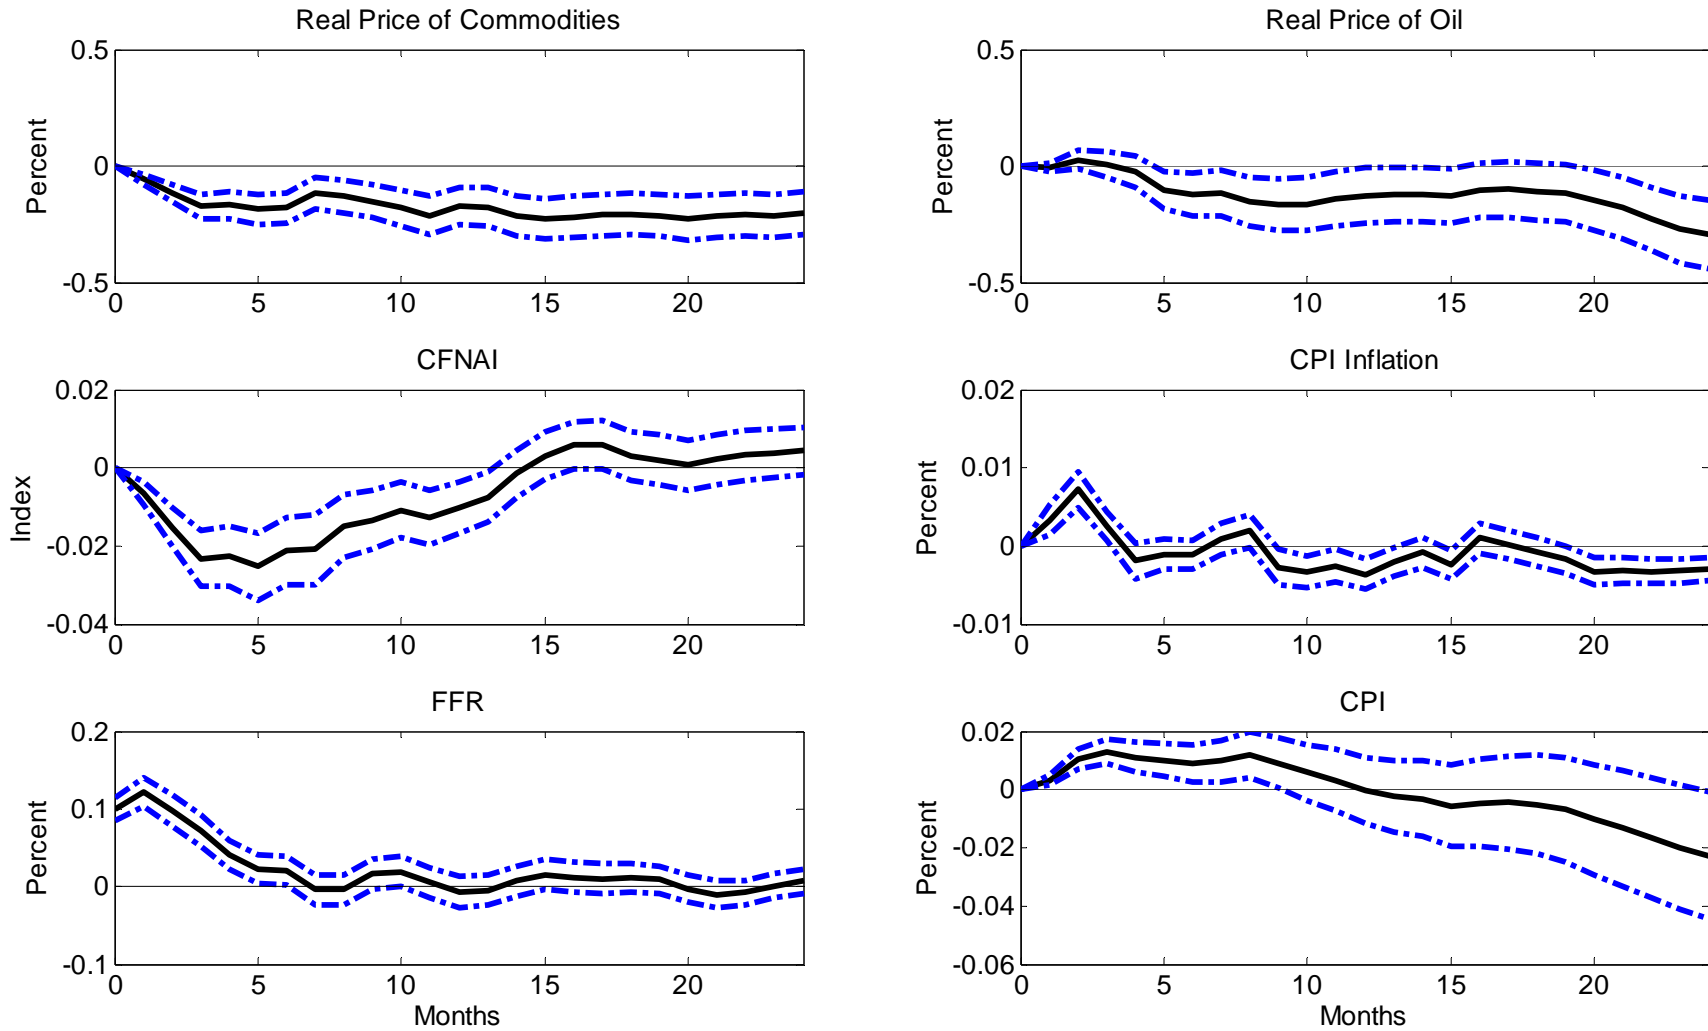 Real Price of Commodities
0.5
0
-0.5
Percent
0 5 10 15 20
Real Price of Oil
0.5
0
-0.5
Percent
0 5 10 15 20
CFNAI
0.02
0
-0.02
-0.04
Index
0 5 10 15 20
CPI Inflation
0.02
0.01
0
-0.01
Percent
0 5 10 15 20
FFR
0.2
0.1
0
-0.1
Percent
0 5 10 15 20
Months
CPI
0.02
0
-0.02
-0.04
-0.06
Percent
0 5 10 15 20
Months